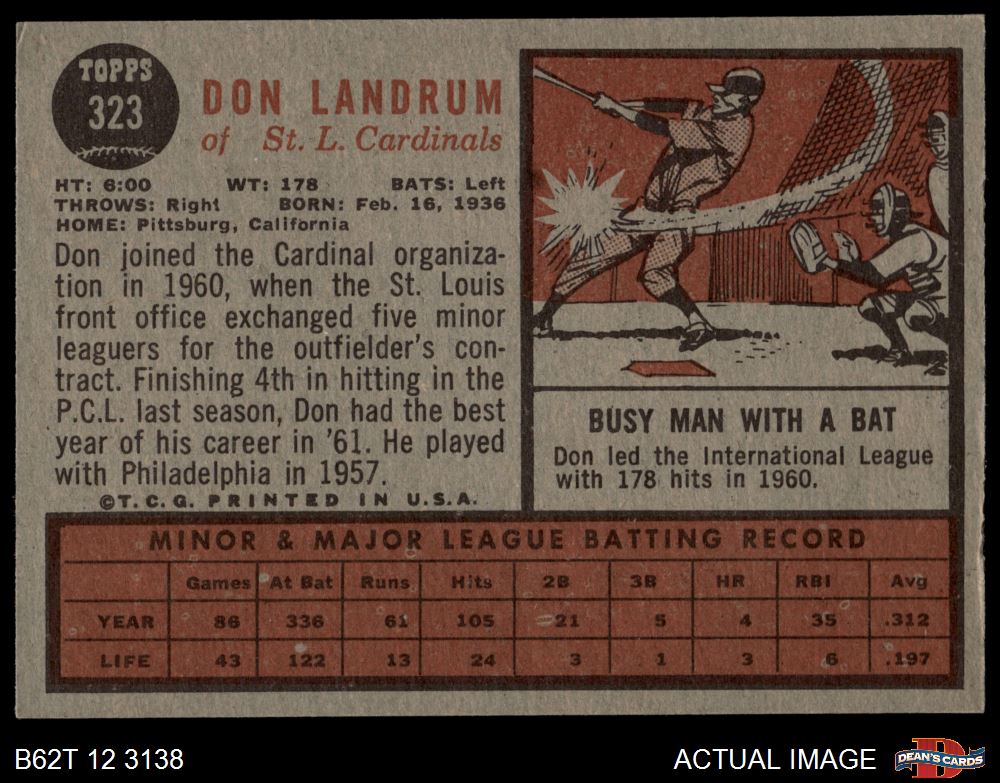 TOPPS
323
DON LANDRUM
of St. L. Cardinals
HT: 6:00 WT: 178 BATS: Left
THROWS: Right BORN: Feb. 16, 1936
HOME: Pittsburg, California
Don joined the Cardinal organiza-
tion in 1960, when the St. Louis
front office exchanged five minor
leaguers for the outfielder's con-
tract. Finishing 4th in hitting in the
P.C.L. last season, Don had the best
year of his career in '61. He played
with Philadelphia in 1957.
©T.C.G. PRINTED IN U.S.A.
BUSY MAN WITH A BAT
Don led the International League
with 178 hits in 1960.
MINOR & MAJOR LEAGUE BATTING RECORD
Games At Bat Runs Hits 2B 3B HR RBI Avg
YEAR 86 336 61 105 21 5 4 35 .312
LIFE 43 122 13 24 3 1 3 6 .197
B62T 12 3138
ACTUAL IMAGE
D
DEAN'S CARDS